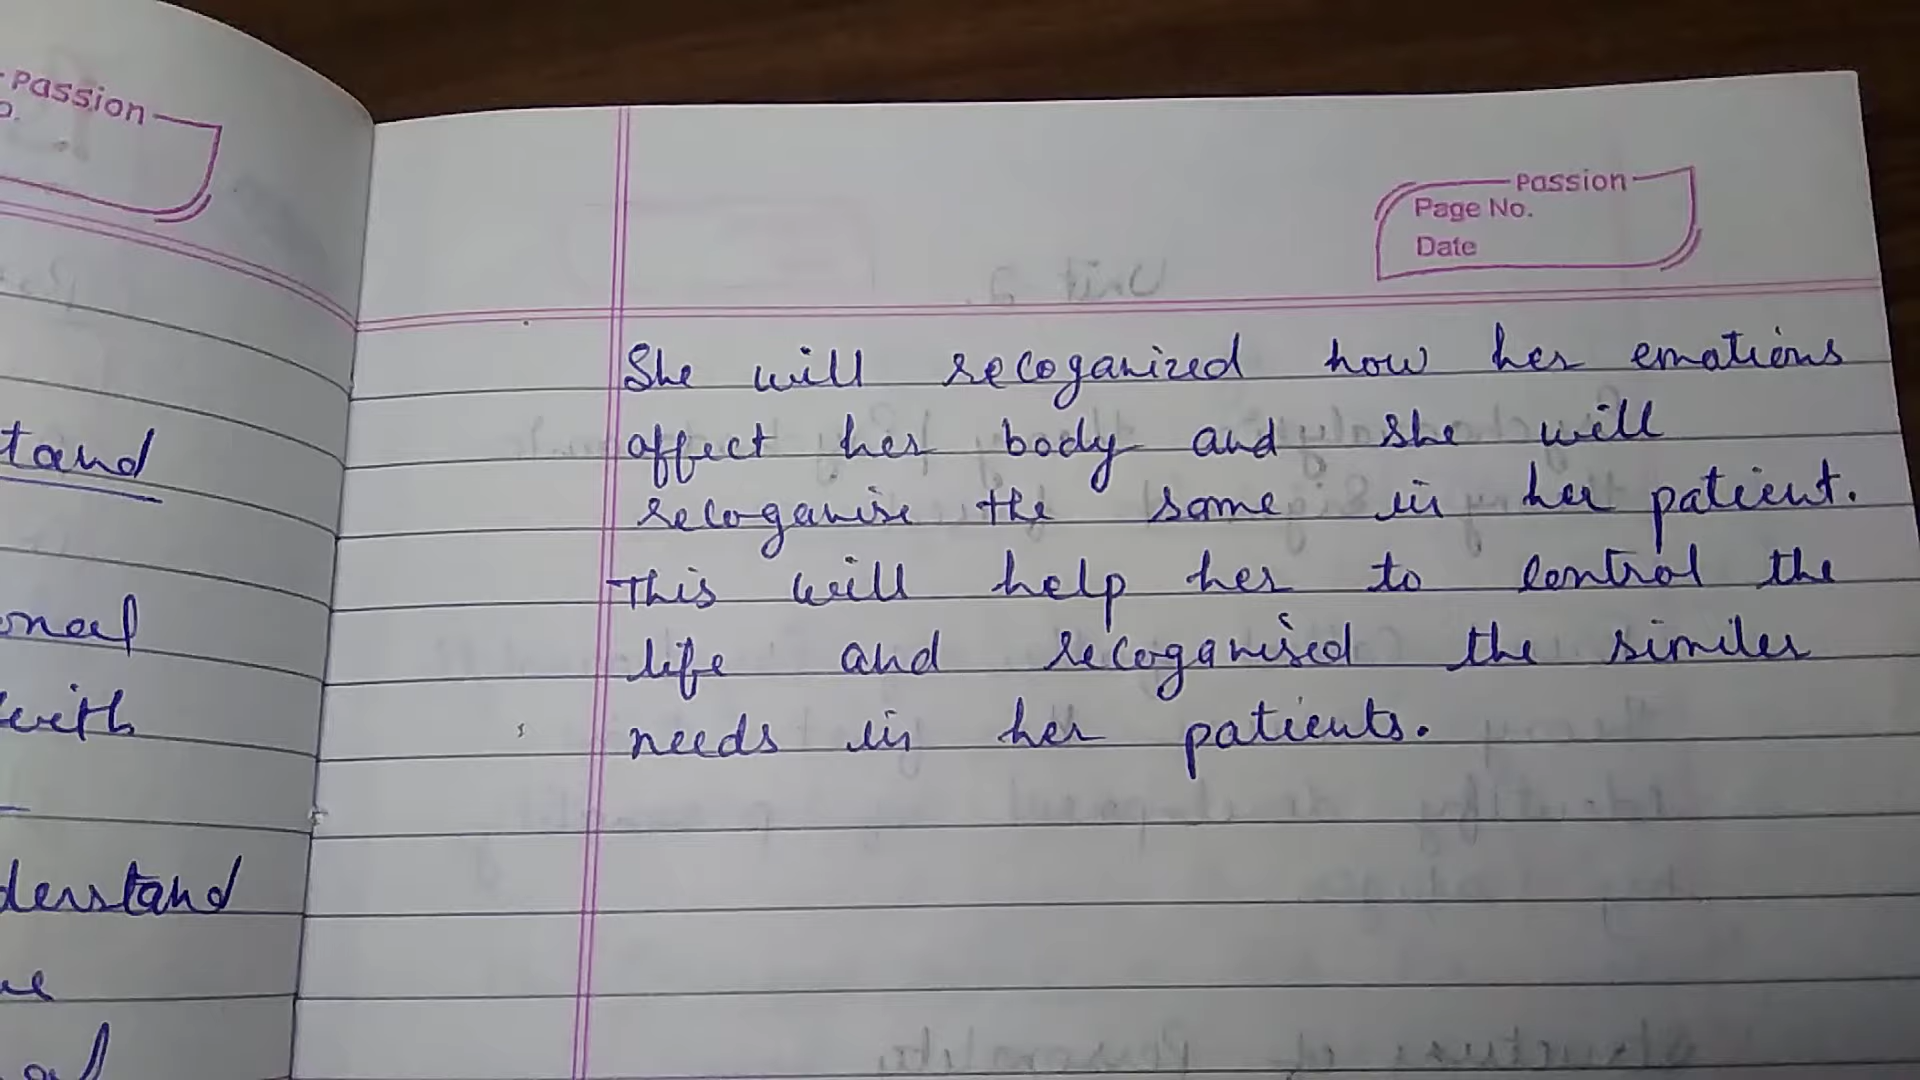 Passion
tand
onal
with
derstand
Passion
Page No.
Date
She will recoganized how her emations
affect her body and she will
recoganise the same in her patient.
This will help her to control the
life and recoganised the similer
needs in her patients.